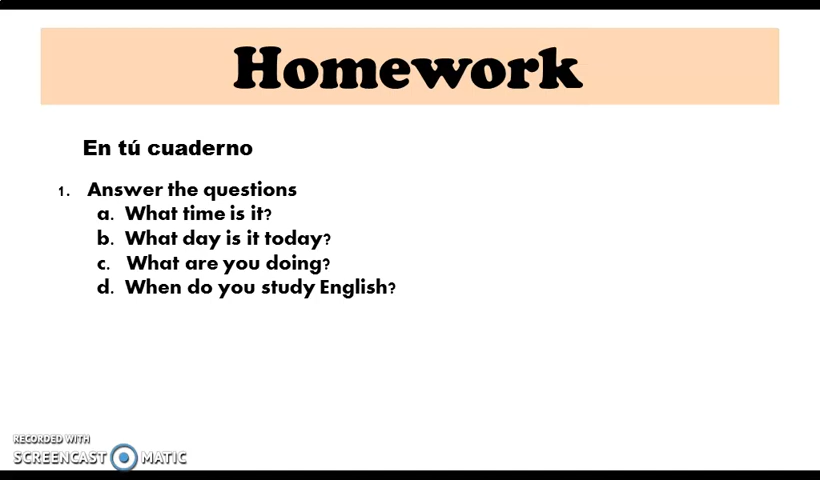 Homework
En tú cuaderno
1. Answer the questions
a. What time is it?
b. What day is it today?
c. What are you doing?
d. When do you study English?
RECORDED WITH
SCREENCAST MATIC